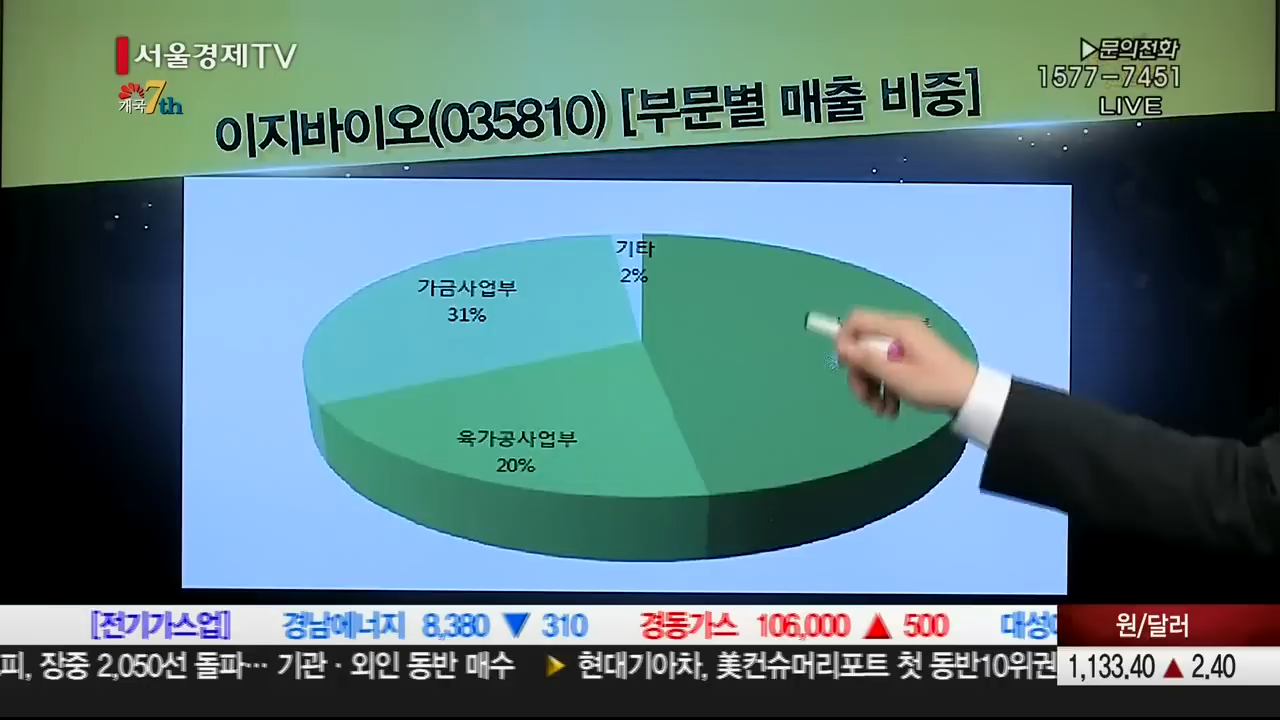 서울경제TV
개국 7th
▶문의전화
1577-7451
LIVE
이지바이오(035810) [부문별 매출 비중]
기타
2%
가금사업부
31%
육가공사업부
20%
[전기가스업] 경남에너지 8,380 ▼ 310 경동가스 106,000 ▲ 500 대성
원/달러
피, 장중 2,050선 돌파… 기관·외인 동반 매수 ▶ 현대기아차, 美컨슈머리포트 첫 동반10위권
1,133.40 ▲ 2.40